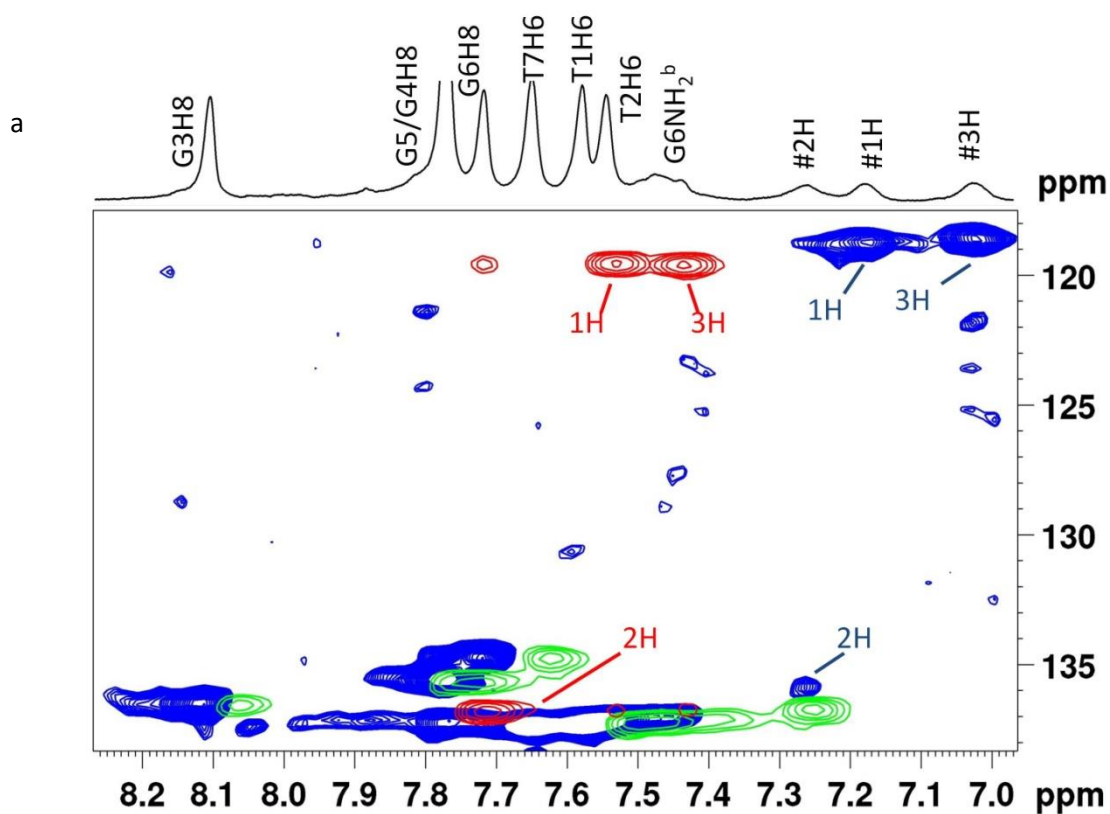 a
G3H8
G5/G4H8
G6H8
T7H6
T1H6
T2H6
G6NH₂ᵇ
#2H
#1H
#3H
ppm
120
125
130
135
1H
3H
1H
3H
2H
2H
8.2 8.1 8.0 7.9 7.8 7.7 7.6 7.5 7.4 7.3 7.2 7.1 7.0 ppm